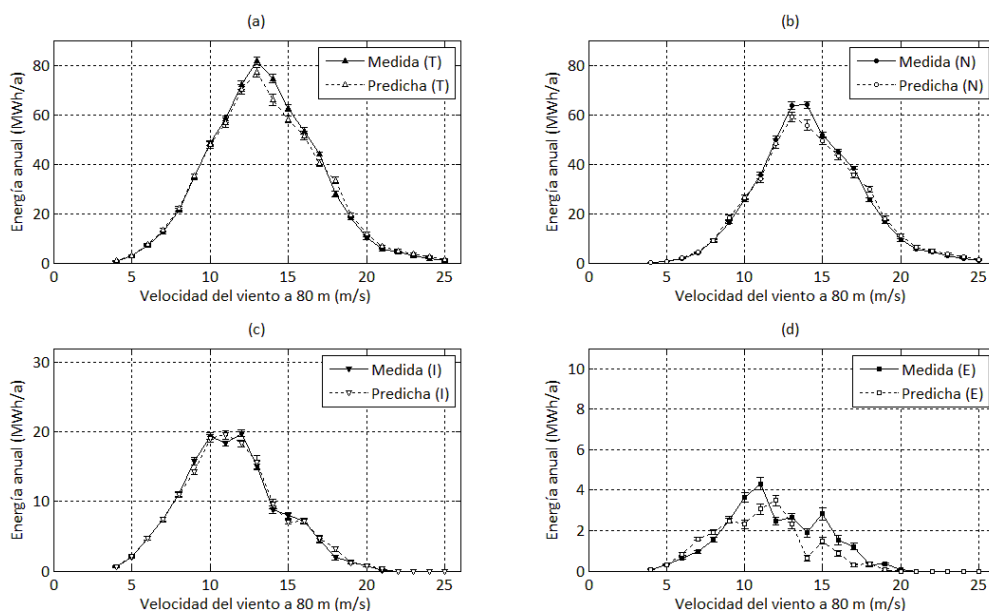 (a)
Energía anual (MWh/a)
80
60
40
20
0
Medida (T)
Predicha (T)
0 5 10 15 20 25
Velocidad del viento a 80 m (m/s)
(b)
Energía anual (MWh/a)
80
60
40
20
0
Medida (N)
Predicha (N)
0 5 10 15 20 25
Velocidad del viento a 80 m (m/s)
(c)
Energía anual (MWh/a)
30
20
10
0
Medida (I)
Predicha (I)
0 5 10 15 20 25
Velocidad del viento a 80 m (m/s)
(d)
Energía anual (MWh/a)
10
8
6
4
2
0
Medida (E)
Predicha (E)
0 5 10 15 20 25
Velocidad del viento a 80 m (m/s)